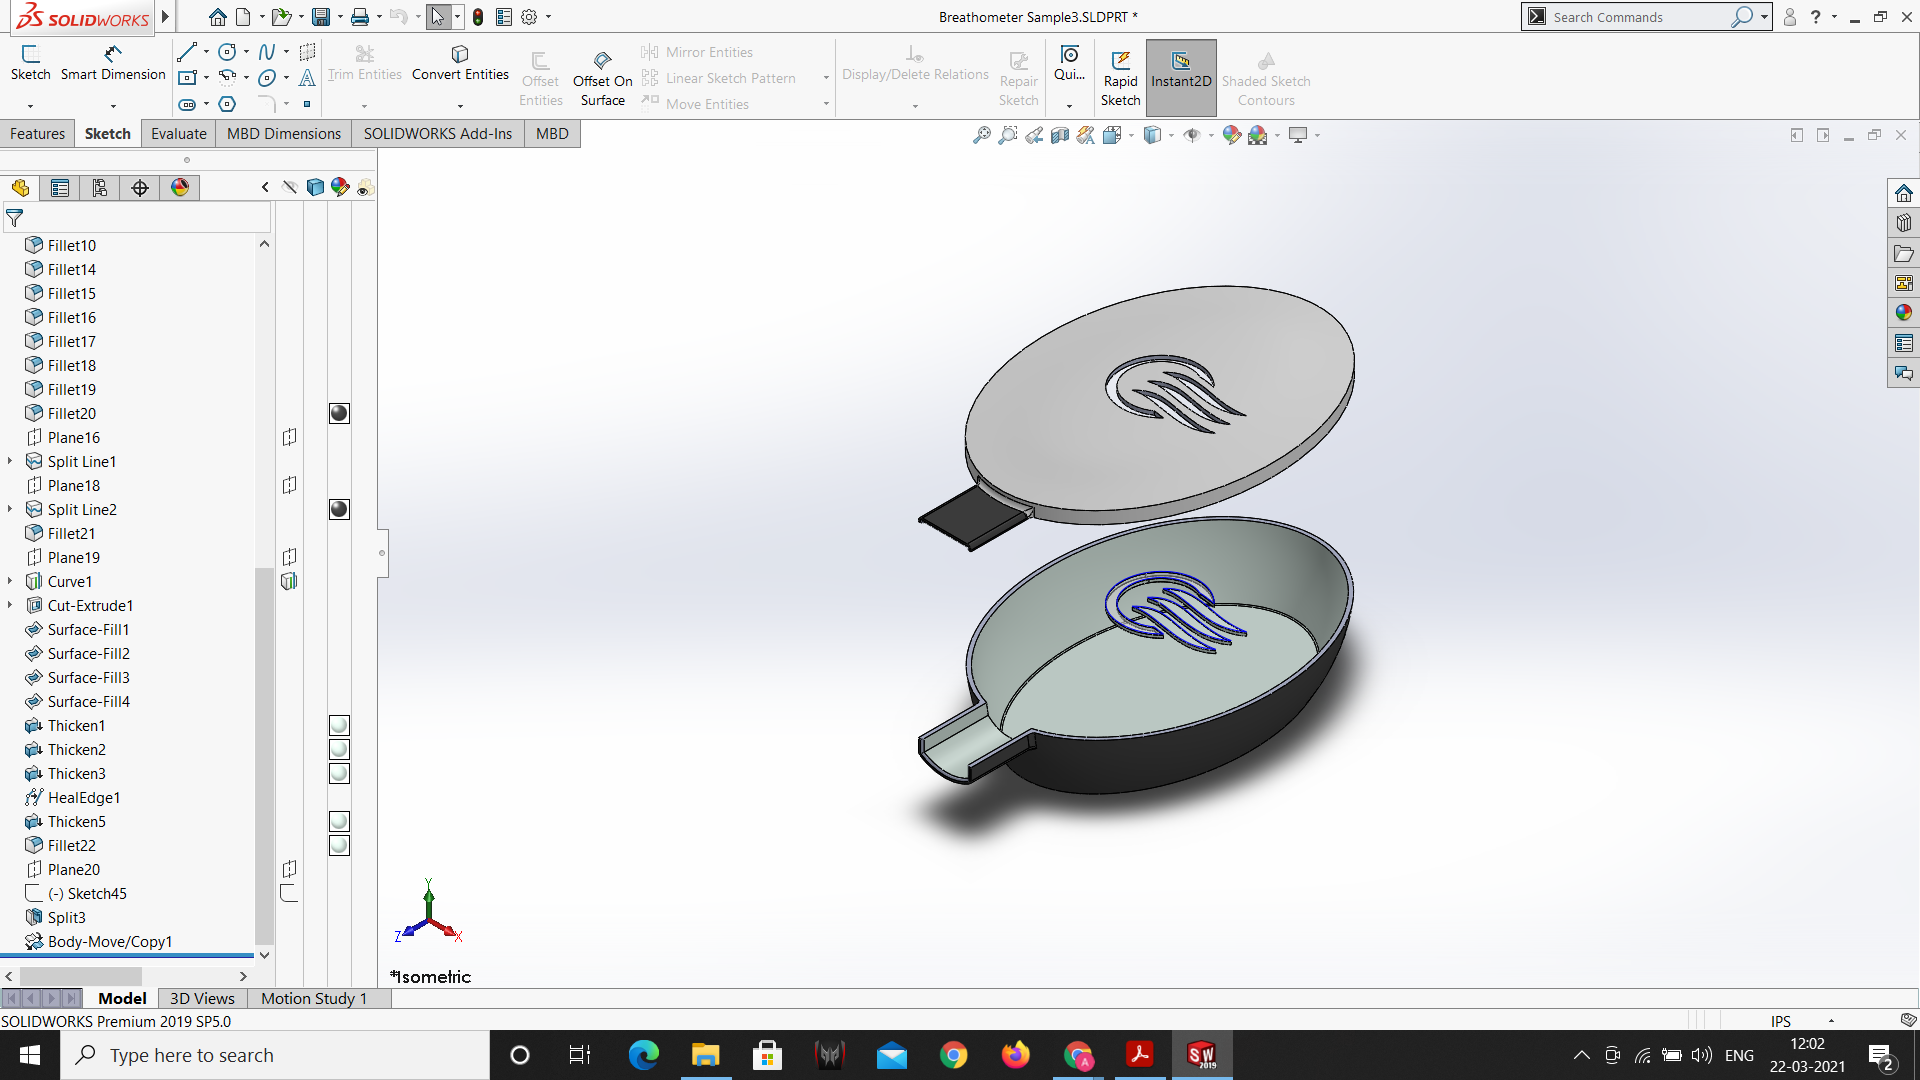 SOLIDWORKS
Breathometer Sample3.SLDPRT *
Search Commands
?
Sketch
Smart Dimension
Trim Entities
Convert Entities
Offset
Entities
Offset On
Surface
Mirror Entities
Linear Sketch Pattern
Move Entities
Display/Delete Relations
Repair
Sketch
Qui...
Rapid
Sketch
Instant2D
Shaded Sketch
Contours
Features
Sketch
Evaluate
MBD Dimensions
SOLIDWORKS Add-Ins
MBD
Fillet10
Fillet14
Fillet15
Fillet16
Fillet17
Fillet18
Fillet19
Fillet20
Plane16
Split Line1
Plane18
Split Line2
Fillet21
Plane19
Curve1
Cut-Extrude1
Surface-Fill1
Surface-Fill2
Surface-Fill3
Surface-Fill4
Thicken1
Thicken2
Thicken3
HealEdge1
Thicken5
Fillet22
Plane20
(-) Sketch45
Split3
Body-Move/Copy1
Y
Z
X
*Isometric
Model
3D Views
Motion Study 1
SOLIDWORKS Premium 2019 SP5.0
IPS
Type here to search
A
SW
2019
ENG
12:02
22-03-2021
2